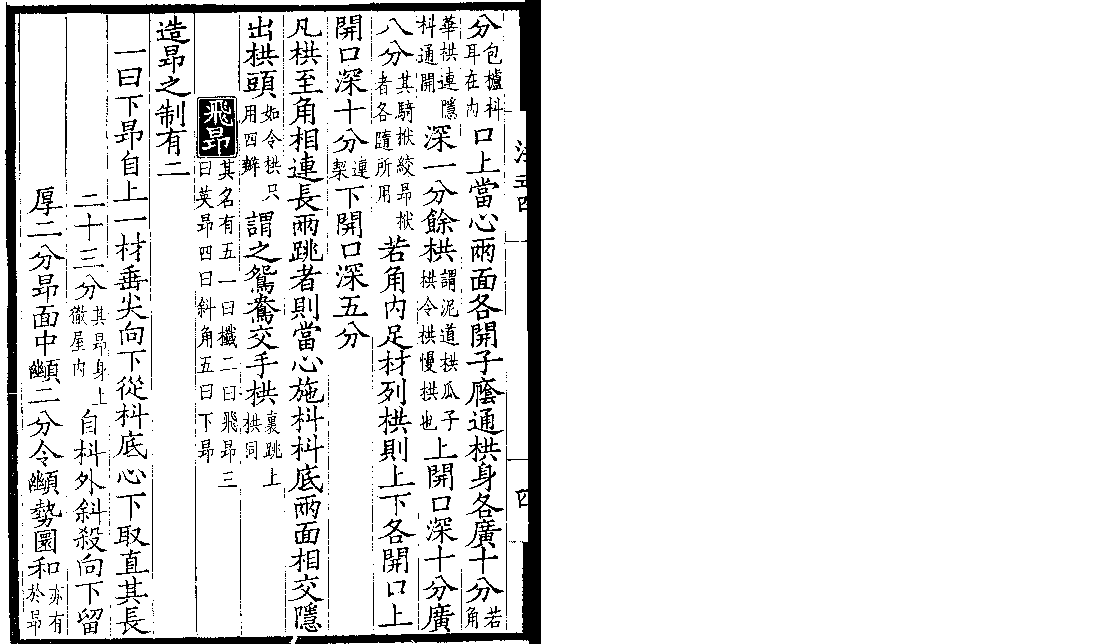 分包櫨枓耳在內口上當心兩面各開子廕通栱身各廣十分若角
華栱連隱枓通開深一分餘栱謂泥道栱瓜子栱令栱慢栱也上開口深十分廣
八分其騎栿絞昂栿者各隨所用若角內足材列栱則上下各開口上
開口深十分連栔下開口深五分
凡栱至角相連長兩跳者則當心施枓枓底兩面相交隱
出栱頭如令栱只用四瓣謂之鴛鴦交手栱裏跳上栱同
飛昂其名有五一曰櫼二曰飛昂三曰英昂四曰斜角五曰下昂
造昂之制有二
一曰下昂自上一材垂尖向下從枓底心下取直其長
二十三分其昂身上徹屋內自枓外斜殺向下留
厚二分昂面中䫜二分令䫜勢圜和亦有於昂